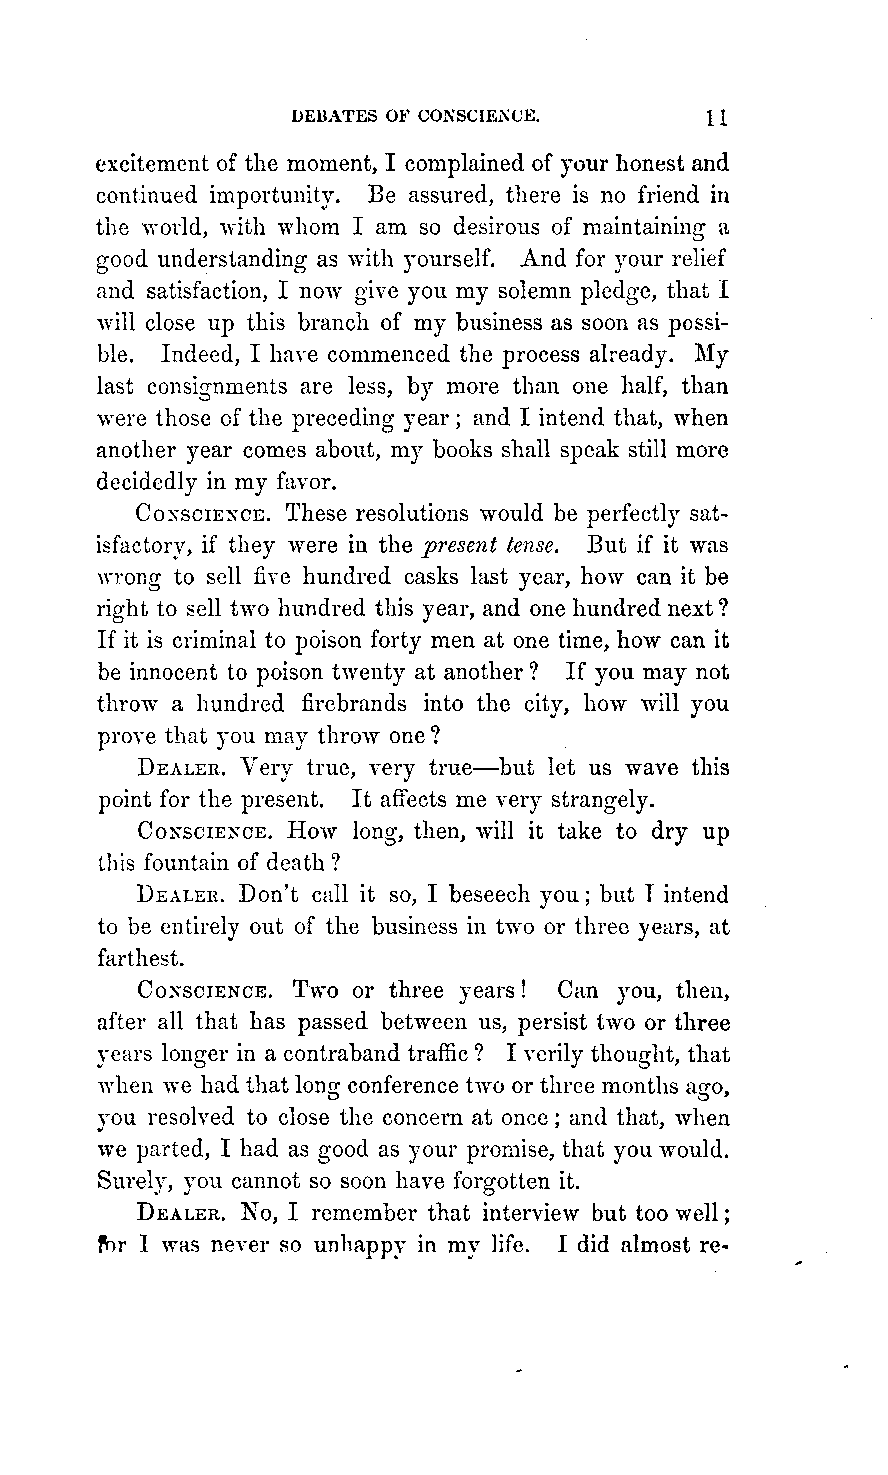 DEBATES OF CONSCIENCE. 11
excitement of the moment, I complained of your honest and
continued importunity. Be assured, there is no friend in
the world, with whom I am so desirous of maintaining a
good understanding as with yourself. And for your relief
and satisfaction, I now give you my solemn pledge, that I
will close up this branch of my business as soon as possi-
ble. Indeed, I have commenced the process already. My
last consignments are less, by more than one half, than
were those of the preceding year; and I intend that, when
another year comes about, my books shall speak still more
decidedly in my favor.
CONSCIENCE. These resolutions would be perfectly sat-
isfactory, if they were in the present tense. But if it was
wrong to sell five hundred casks last year, how can it be
right to sell two hundred this year, and one hundred next?
If it is criminal to poison forty men at one time, how can it
be innocent to poison twenty at another? If you may not
throw a hundred firebrands into the city, how will you
prove that you may throw one?
DEALER. Very true, very true—but let us wave this
point for the present. It affects me very strangely.
CONSCIENCE. How long, then, will it take to dry up
this fountain of death?
DEALER. Don't call it so, I beseech you; but I intend
to be entirely out of the business in two or three years, at
farthest.
CONSCIENCE. Two or three years! Can you, then,
after all that has passed between us, persist two or three
years longer in a contraband traffic? I verily thought, that
when we had that long conference two or three months ago,
you resolved to close the concern at once; and that, when
we parted, I had as good as your promise, that you would.
Surely, you cannot so soon have forgotten it.
DEALER. No, I remember that interview but too well;
for I was never so unhappy in my life. I did almost re-